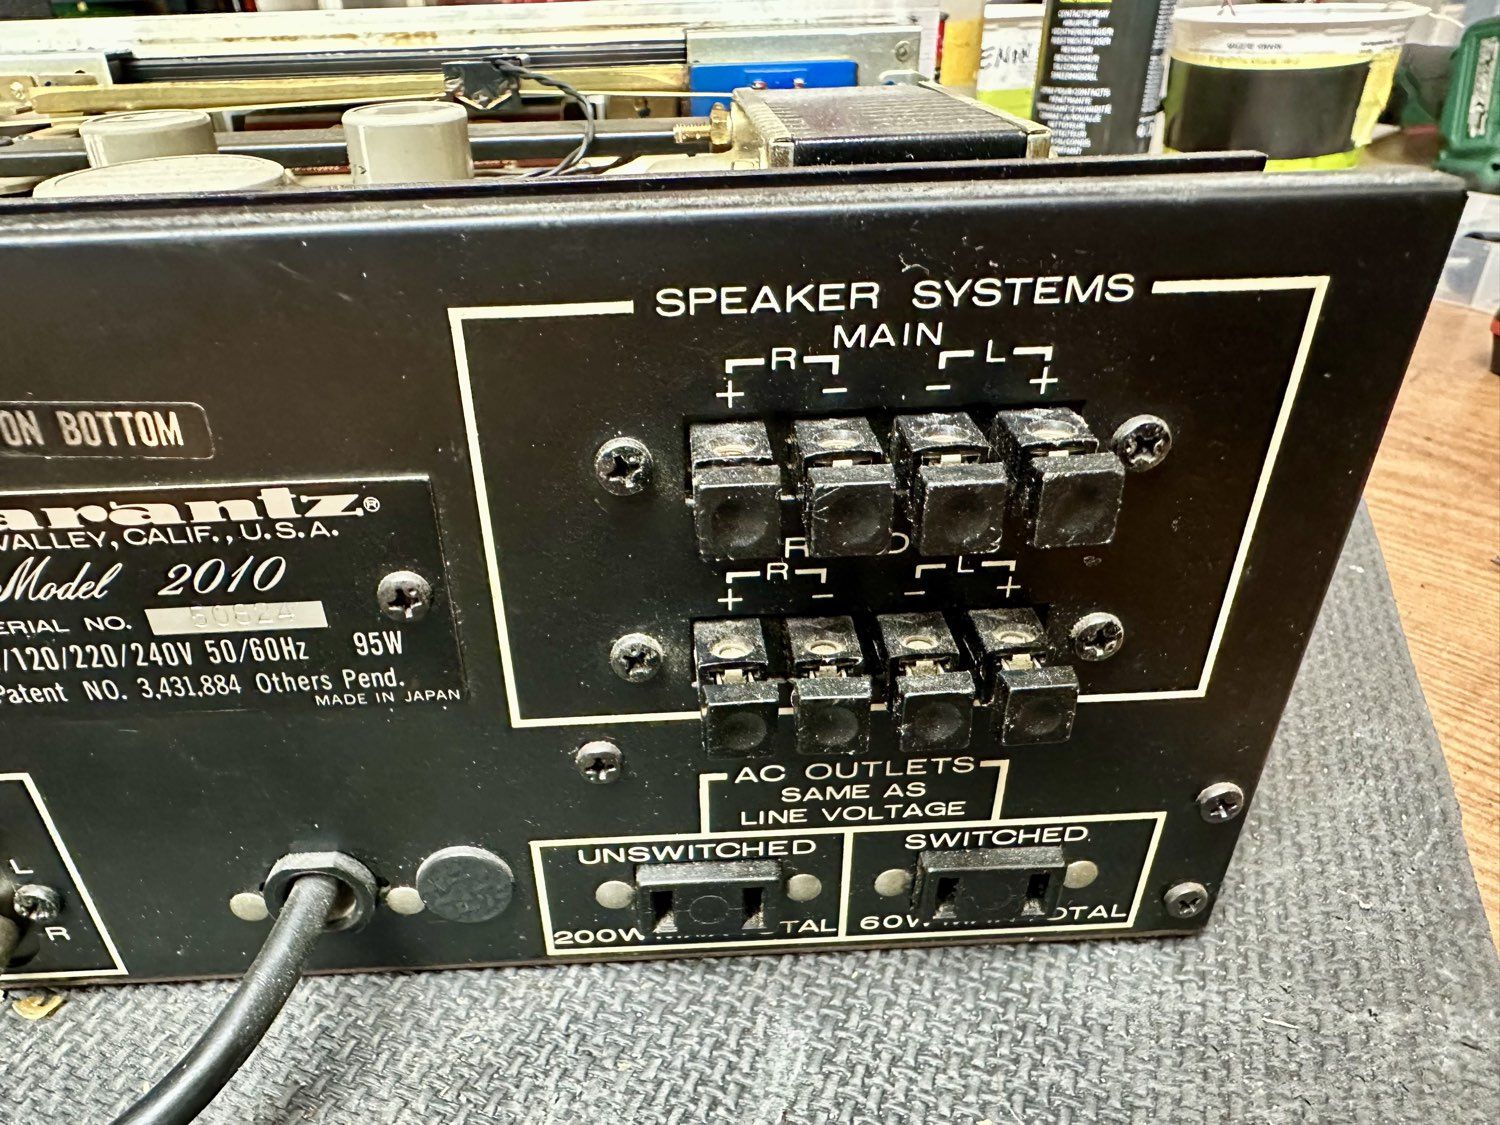 SPEAKER SYSTEMS
MAIN
R L
+ - - +
R L
+ - - +
ON BOTTOM
arantz®
VALLEY, CALIF., U.S.A.
Model 2010
ERIAL NO. 50824
/120/220/240V 50/60Hz 95W
Patent NO. 3,431,884 Others Pend.
MADE IN JAPAN
AC OUTLETS
SAME AS
LINE VOLTAGE
UNSWITCHED
200W TAL
SWITCHED
60W OTAL
L
R